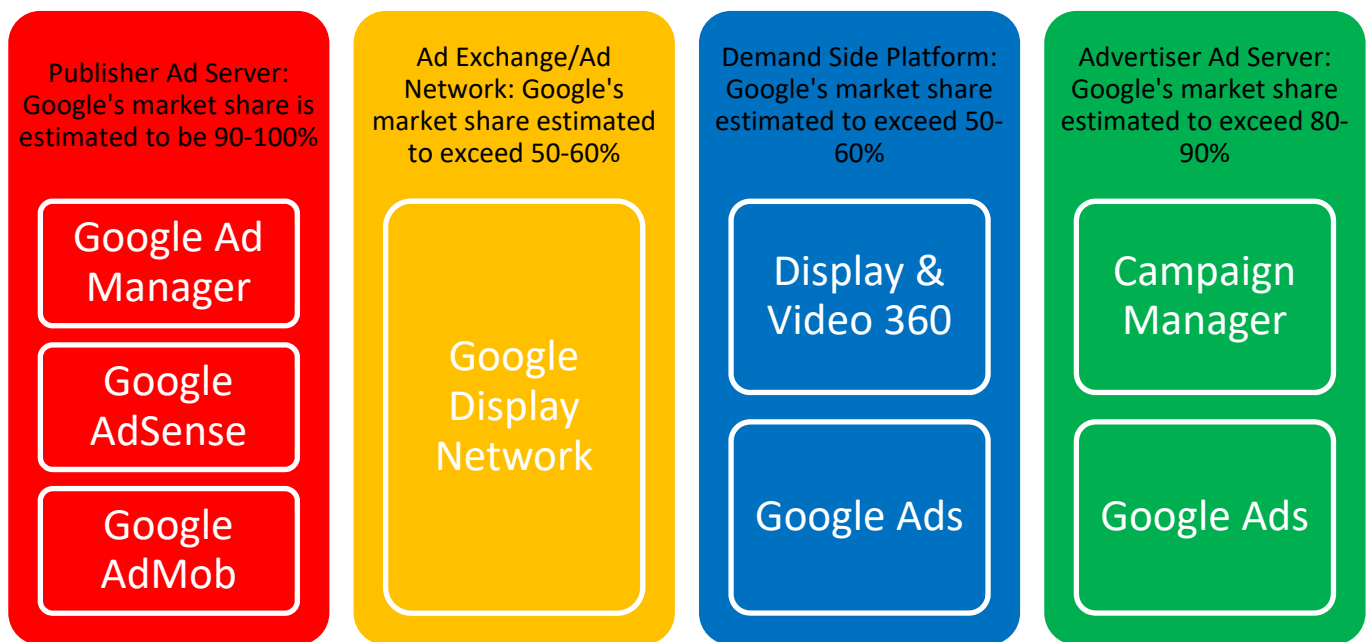 Publisher Ad Server:
Google's market share is
estimated to be 90-100%
Google Ad
Manager
Google
AdSense
Google
AdMob
Ad Exchange/Ad
Network: Google's
market share estimated
to exceed 50-60%
Google
Display
Network
Demand Side Platform:
Google's market share
estimated to exceed 50-
60%
Display &
Video 360
Google Ads
Advertiser Ad Server:
Google's market share
estimated to exceed 80-
90%
Campaign
Manager
Google Ads